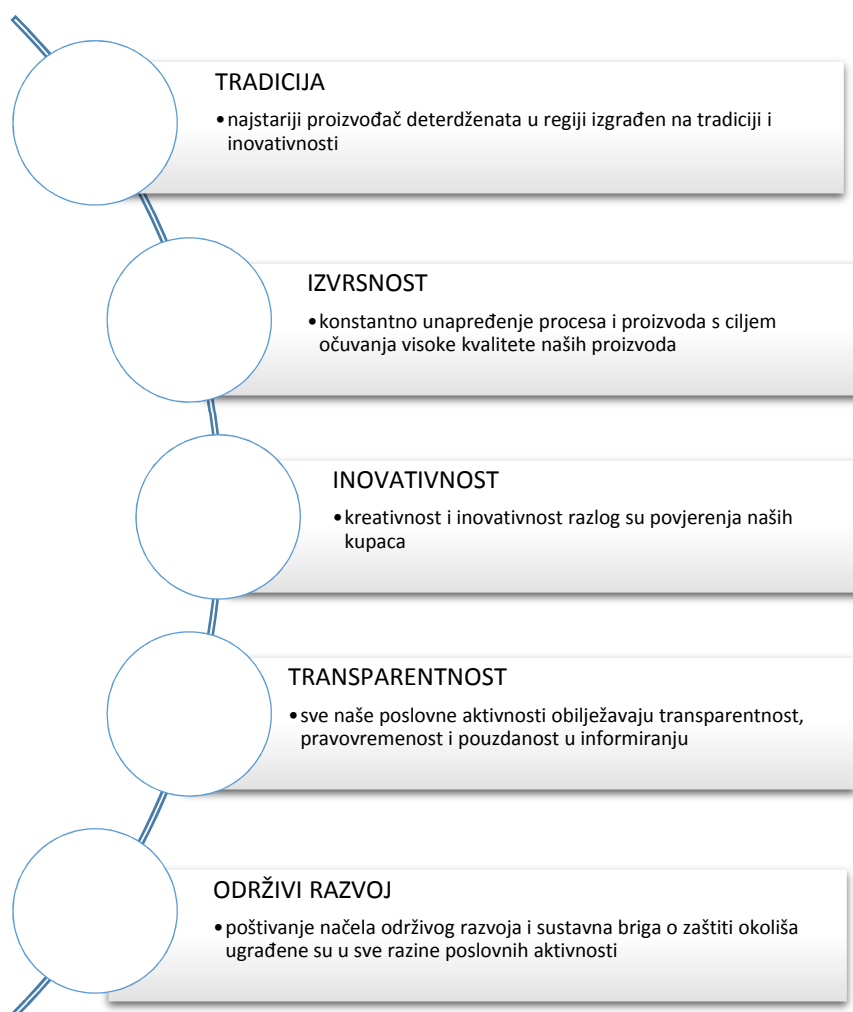 TRADICIJA
•najstariji proizvođač deterdženata u regiji izgrađen na tradiciji i
inovativnosti
IZVRSNOST
•konstantno unapređenje procesa i proizvoda s ciljem
očuvanja visoke kvalitete naših proizvoda
INOVATIVNOST
•kreativnost i inovativnost razlog su povjerenja naših
kupaca
TRANSPARENTNOST
•sve naše poslovne aktivnosti obilježavaju transparentnost,
pravovremenost i pouzdanost u informiranju
ODRŽIVI RAZVOJ
•poštivanje načela održivog razvoja i sustavna briga o zaštiti okoliša
ugrađene su u sve razine poslovnih aktivnosti